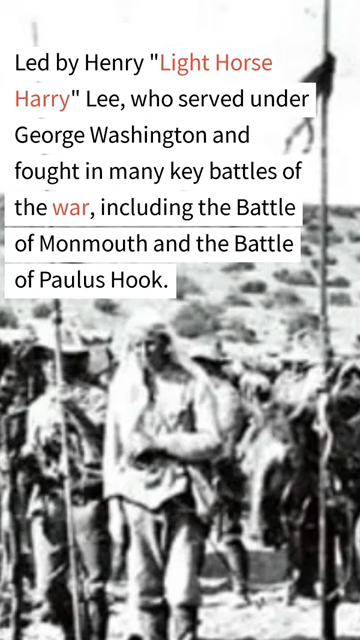 Led by Henry "Light Horse
Harry" Lee, who served under
George Washington and
fought in many key battles of
the war, including the Battle
of Monmouth and the Battle
of Paulus Hook.